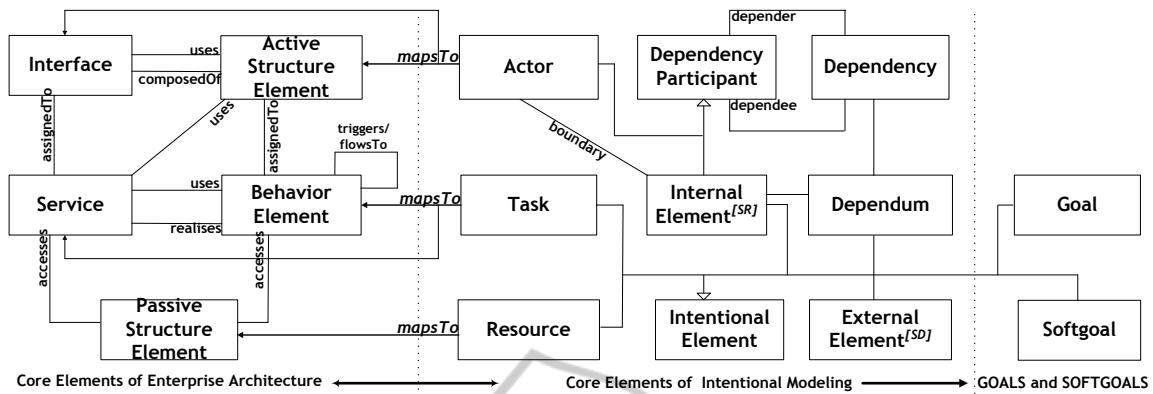 depender
Interface
uses
composedOf
Active
Structure
Element
mapsTo
Actor
Dependency
Participant
Dependency
dependee
assignedTo
uses
assignedTo
triggers/
flowsTo
boundary
Service
uses
realises
Behavior
Element
mapsTo
Task
Internal
Element[SR]
Dependum
Goal
accesses
accesses
Passive
Structure
Element
mapsTo
Resource
Intentional
Element
External
Element[SD]
Softgoal
Core Elements of Enterprise Architecture
Core Elements of Intentional Modeling
GOALS and SOFTGOALS